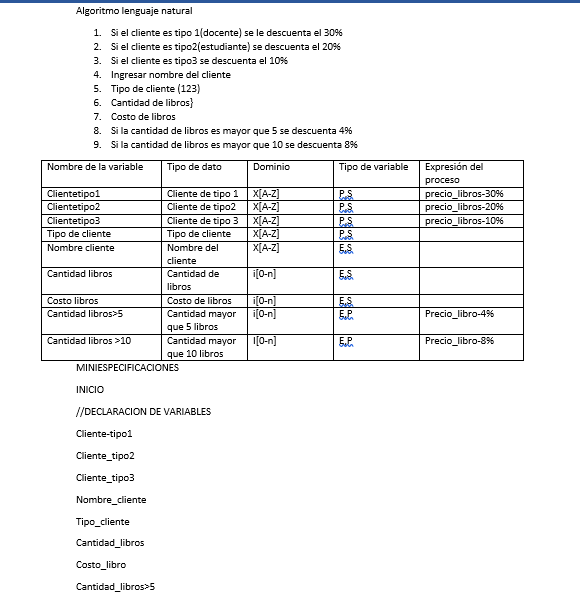 Algoritmo lenguaje natural
1. Si el cliente es tipo 1(docente) se le descuenta el 30%
2. Si el cliente es tipo2(estudiante) se descuenta el 20%
3. Si el cliente es tipo3 se descuenta el 10%
4. Ingresar nombre del cliente
5. Tipo de cliente (123)
6. Cantidad de libros}
7. Costo de libros
8. Si la cantidad de libros es mayor que 5 se descuenta 4%
9. Si la cantidad de libros es mayor que 10 se descuenta 8%
Nombre de la variable Tipo de dato Dominio Tipo de variable Expresión del
proceso
Clientetipo1 Cliente de tipo 1 X[A-Z] P.S precio_libros-30%
Clientetipo2 Cliente de tipo2 X[A-Z] P.S precio_libros-20%
Clientetipo3 Cliente de tipo 3 X[A-Z] P.S precio_libros-10%
Tipo de cliente Tipo de cliente X[A-Z] P.S
Nombre cliente Nombre del X[A-Z] E.S
cliente
Cantidad libros Cantidad de i[0-n] E.S
libros
Costo libros Costo de libros i[0-n] E.S
Cantidad libros>5 Cantidad mayor i[0-n] E.P Precio_libro-4%
que 5 libros
Cantidad libros >10 Cantidad mayor I[0-n] E.P Precio_libro-8%
que 10 libros
MINIESPECIFICACIONES
INICIO
//DECLARACION DE VARIABLES
Cliente-tipo1
Cliente_tipo2
Cliente_tipo3
Nombre_cliente
Tipo_cliente
Cantidad_libros
Costo_libro
Cantidad_libros>5